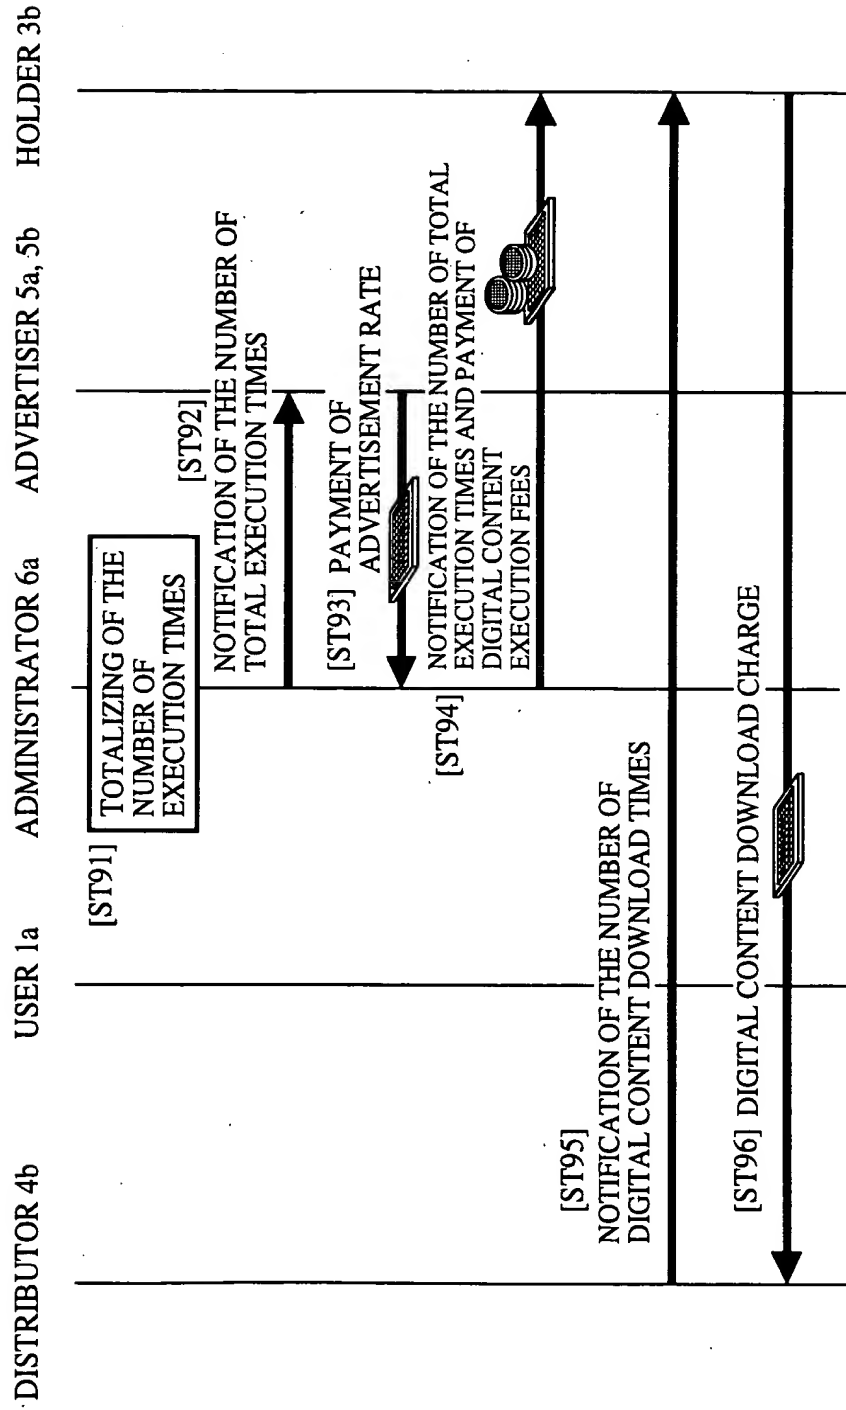 DISTRIBUTOR 4b
USER 1a
ADMINISTRATOR 6a
ADVERTISER 5a, 5b
HOLDER 3b
[ST91]
TOTALIZING OF THE
NUMBER OF
EXECUTION TIMES
[ST92]
NOTIFICATION OF THE NUMBER OF
TOTAL EXECUTION TIMES
[ST93] PAYMENT OF
ADVERTISEMENT RATE
[ST94]
NOTIFICATION OF THE NUMBER OF TOTAL
EXECUTION TIMES AND PAYMENT OF
DIGITAL CONTENT
EXECUTION FEES
[ST95]
NOTIFICATION OF THE NUMBER OF
DIGITAL CONTENT DOWNLOAD TIMES
[ST96] DIGITAL CONTENT DOWNLOAD CHARGE